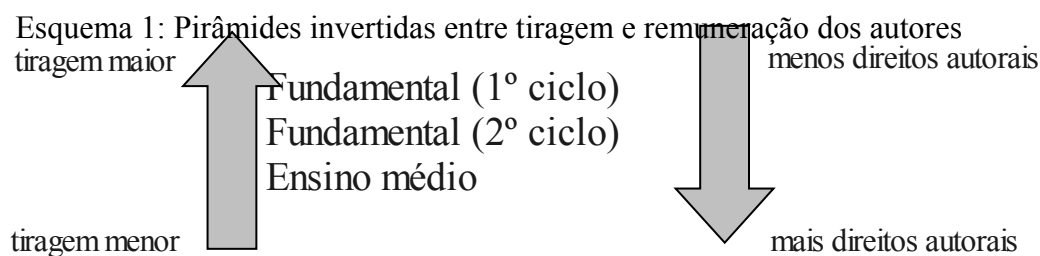 Esquema 1: Pirâmides invertidas entre tiragem e remuneração dos autores
tiragem maior
menos direitos autorais
Fundamental (1º ciclo)
Fundamental (2º ciclo)
Ensino médio
tiragem menor
mais direitos autorais